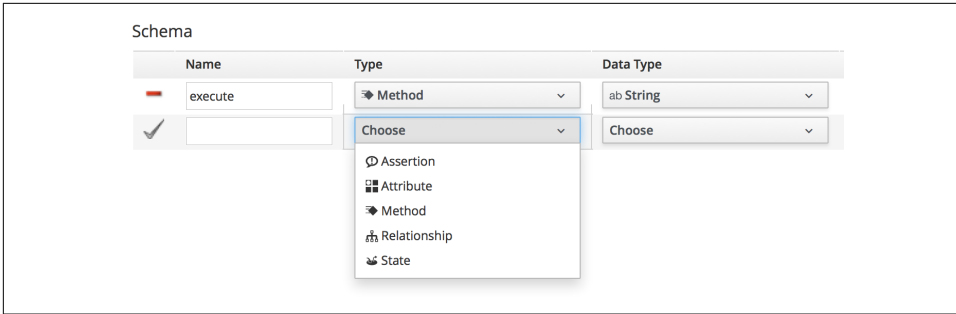 Schema
Name Type Data Type
execute Method ab String
Choose Choose
Assertion
Attribute
Method
Relationship
State